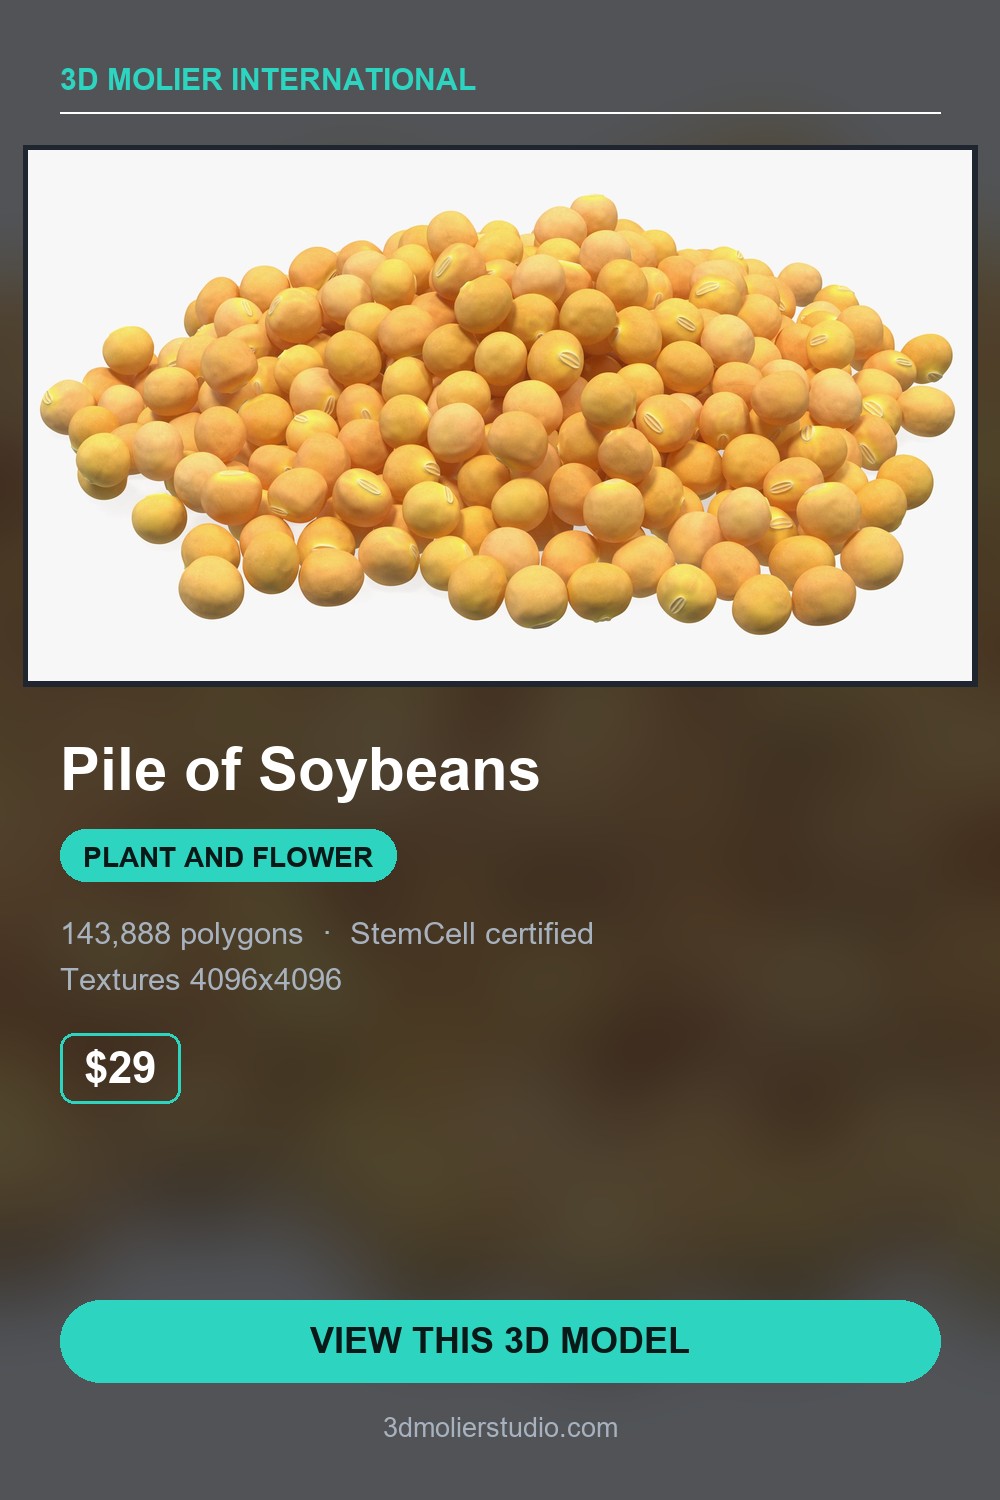 3D MOLIER INTERNATIONAL
Pile of Soybeans
PLANT AND FLOWER
143,888 polygons · StemCell certified
Textures 4096x4096
$29
VIEW THIS 3D MODEL
3dmolierstudio.com